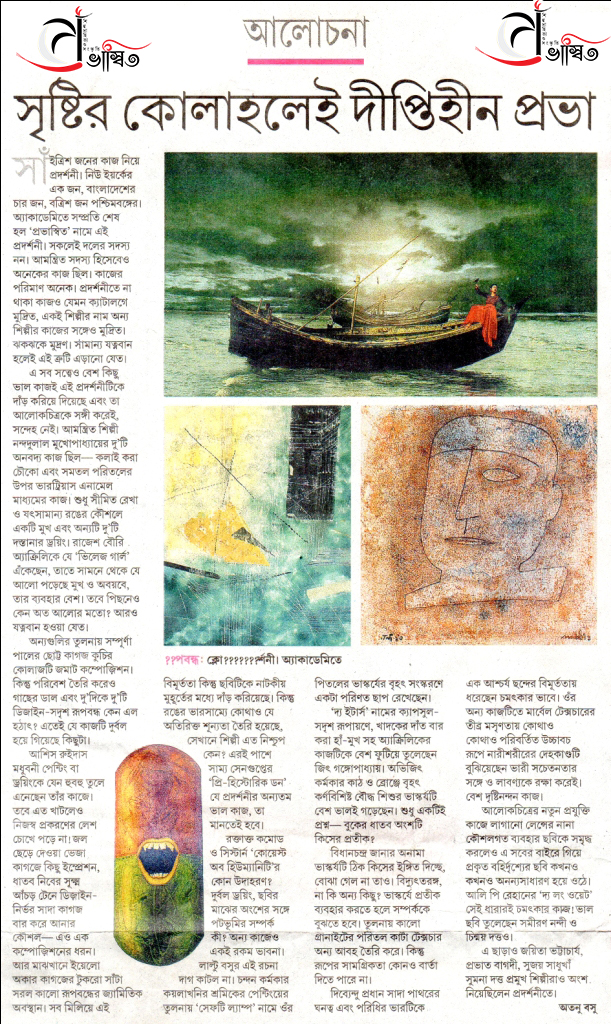 ভাস্বিত
আলোচনা
ভাস্বিত
সৃষ্টির কোলাহলেই দীপ্তিহীন প্রভা
সাঁইত্রিশ জনের কাজ নিয়ে
প্রদর্শনী। নিউ ইয়র্কের
এক জন, বাংলাদেশের
চার জন, বত্রিশ জন পশ্চিমবঙ্গের।
অ্যাকাডেমিতে সম্প্রতি শেষ
হল ‘প্রভাস্বিত’ নামে এই
প্রদর্শনী। সকলেই দলের সদস্য
নন। আমন্ত্রিত সদস্য হিসেবেও
অনেকের কাজ ছিল। কাজের
পরিমাণ অনেক। প্রদর্শনীতে না
থাকা কাজও যেমন ক্যাটালগে
মুদ্রিত, একই শিল্পীর নাম অন্য
শিল্পীর কাজের সঙ্গেও মুদ্রিত।
ঝকঝকে মুদ্রণ। সামান্য যত্নবান
হলেই এই ত্রুটি এড়ানো যেত।
এ সব সত্ত্বেও বেশ কিছু
ভাল কাজই এই প্রদর্শনীটিকে
দাঁড় করিয়ে দিয়েছে এবং তা
আলোকচিত্রকে সঙ্গী করেই,
সন্দেহ নেই। আমন্ত্রিত শিল্পী
নন্দদুলাল মুখোপাধ্যায়ের দু’টি
অনবদ্য কাজ ছিল— কলাই করা
চৌকো এবং সমতল পরিতলের
উপর ভারট্রিয়াস এনামেল
মাধ্যমের কাজ। শুধু সীমিত রেখা
ও যৎসামান্য রঙের কৌশলে
একটি মুখ এবং অন্যটি দু’টি
দস্তানার ড্রয়িং। রাজেশ বৌরি
অ্যাক্রিলিকে যে ‘ভিলেজ গার্ল’
এঁকেছেন, তাতে সামনে থেকে যে
আলো পড়েছে মুখ ও অবয়বে,
তার ব্যবহার বেশ। তবে পিছনেও
কেন অত আলোর মতো? আরও
যত্নবান হওয়া যেত।
অন্যগুলির তুলনায় সম্পূর্ণা
পালের ছোট্ট কাগজ কুচির
কোলাজটি জমাট কম্পোজ়িশন।
কিন্তু পরিবেশ তৈরি করেও
গাছের ডাল এবং দু’দিকে দু’টি
ডিজ়াইন-সদৃশ রূপবন্ধ কেন এল
হঠাৎ? এতেই যে কাজটি দুর্বল
হয়ে গিয়েছে কিছুটা।
আশিস রুইদাস
মধুবনী পেন্টিং বা
ড্রয়িংকে যেন হুবহু তুলে
এনেছেন তাঁর কাজে।
তবে এত খাটলেও
নিজস্ব প্রকরণের লেশ
চোখে পড়ে না। জল
ছেড়ে দেওয়া ভেজা
কাগজে কিছু ইম্প্রেশন,
ধাতব নিবের সূক্ষ্ম
আঁচড় টেনে ডিজ়াইন-
নির্ভর সাদা কাগজ
বার করে আনার
কৌশল— এও এক
কম্পোজ়িশনের ধরন।
আর মাঝখানে ইয়েলো
অকার কাগজের টুকরো সাঁটা
সরল কালো রূপবন্ধের জ্যামিতিক
অবস্থান। সব মিলিয়ে এই
??পবন্ধ: ক্লো???????র্শনী। অ্যাকাডেমিতে
বিমূর্ততা কিন্তু ছবিটিকে নাটকীয়
মুহূর্তের মধ্যে দাঁড় করিয়েছে। কিন্তু
রঙের ভারসাম্যে কোথাও যে
অতিরিক্ত শূন্যতা তৈরি হয়েছে,
সেখানে শিল্পী এত নিশ্চুপ
কেন? এরই পাশে
সাম্য সেনগুপ্তের
‘প্রি-হিস্টোরিক ডন’
যে প্রদর্শনীর অন্যতম
ভাল কাজ, তা
মানতেই হবে।
রক্তাক্ত কমোড
ও সিস্টার্ন ‘কোয়েস্ট
অব হিউম্যানিটি’র
কোন উদাহরণ?
দুর্বল ড্রয়িং, ছবির
মাঝের অংশের সঙ্গে
পটভূমির সম্পর্ক
কী? অন্য কাজেও
একই রকম ভাবনা।
লাল্টু বসুর এই রচনা
দাগ কাটল না। চন্দন কর্মকার
কয়লাখনির শ্রমিকের পেন্টিংয়ের
তুলনায় ‘সেফটি ল্যাম্প’ নামে ওঁর
পিতলের ভাস্কর্যের বৃহৎ সংস্করণে
একটা পরিণত ছাপ রেখেছেন।
‘দ্য ইটার্স’ নামের ক্যাপসুল-
সদৃশ রূপায়ণে, খাদকের দাঁত বার
করা হাঁ-মুখ সহ অ্যাক্রিলিকের
কাজটিকে বেশ ফুটিয়ে তুলেছেন
জিৎ গঙ্গোপাধ্যায়। অভিজিৎ
কর্মকার কাঠ ও ব্রোঞ্জে বৃহৎ
কর্ণবিশিষ্ট বৌদ্ধ শিশুর ভাস্কর্যটি
বেশ ভালই গড়েছেন। শুধু একটিই
প্রশ্ন— বুকের ধাতব অংশটি
কিসের প্রতীক?
বিধানচন্দ্র জানার অনামা
ভাস্কর্যটি ঠিক কিসের ইঙ্গিত দিচ্ছে,
বোঝা গেল না তাও। বিদ্যুৎতরঙ্গ,
না কি অন্য কিছু? ভাস্কর্যে প্রতীক
ব্যবহার করতে হলে সম্পর্ককে
বুঝতে হবে। তুলনায় কালো
গ্রানাইটের পরিতল কাটা টেক্সচার
অন্য আবহ তৈরি করে। কিন্তু
রূপের সামগ্রিকতা কোনও বার্তা
দিতে পারে না।
দিব্যেন্দু প্রধান সাদা পাথরের
ঘনত্ব এবং পরিধির ভারটিকে
এক আশ্চর্য ছন্দের বিমূর্ততায়
ধরেছেন চমৎকার ভাবে। ওঁর
অন্য কাজটিতে মার্বেল টেক্সচারের
তীব্র মসৃণতায় কোথাও
কোথাও পরিবর্তিত উচ্চাবচ
রূপে নারীশরীরের দেহকাণ্ডটি
বুঝিয়েছেন ভারী সচেতনতার
সঙ্গে ও লাবণ্যকে রক্ষা করেই।
বেশ দৃষ্টিনন্দন কাজ।
আলোকচিত্রের নতুন প্রযুক্তি
কাজে লাগানো লেন্সের নানা
কৌশলগত ব্যবহার ছবিকে সমৃদ্ধ
করলেও এ সবের বাইরে গিয়ে
প্রকৃত বহির্দৃশ্যের ছবি কখনও
কখনও অনন্যসাধারণ হয়ে ওঠে।
আলি পি রেহানের ‘দ্য লং ওয়েট’
সেই ধারারই চমৎকার কাজ। ভাল
ছবি তুলেছেন সমীরণ নন্দী ও
চিন্ময় দত্তও।
এ ছাড়াও জয়িতা ভট্টাচার্য,
প্রভাত বাগদী, সুজয় সাধুখাঁ
সুমনা দত্ত প্রমুখ শিল্পীরাও অংশ
নিয়েছিলেন প্রদর্শনীতে।
অতনু বসু